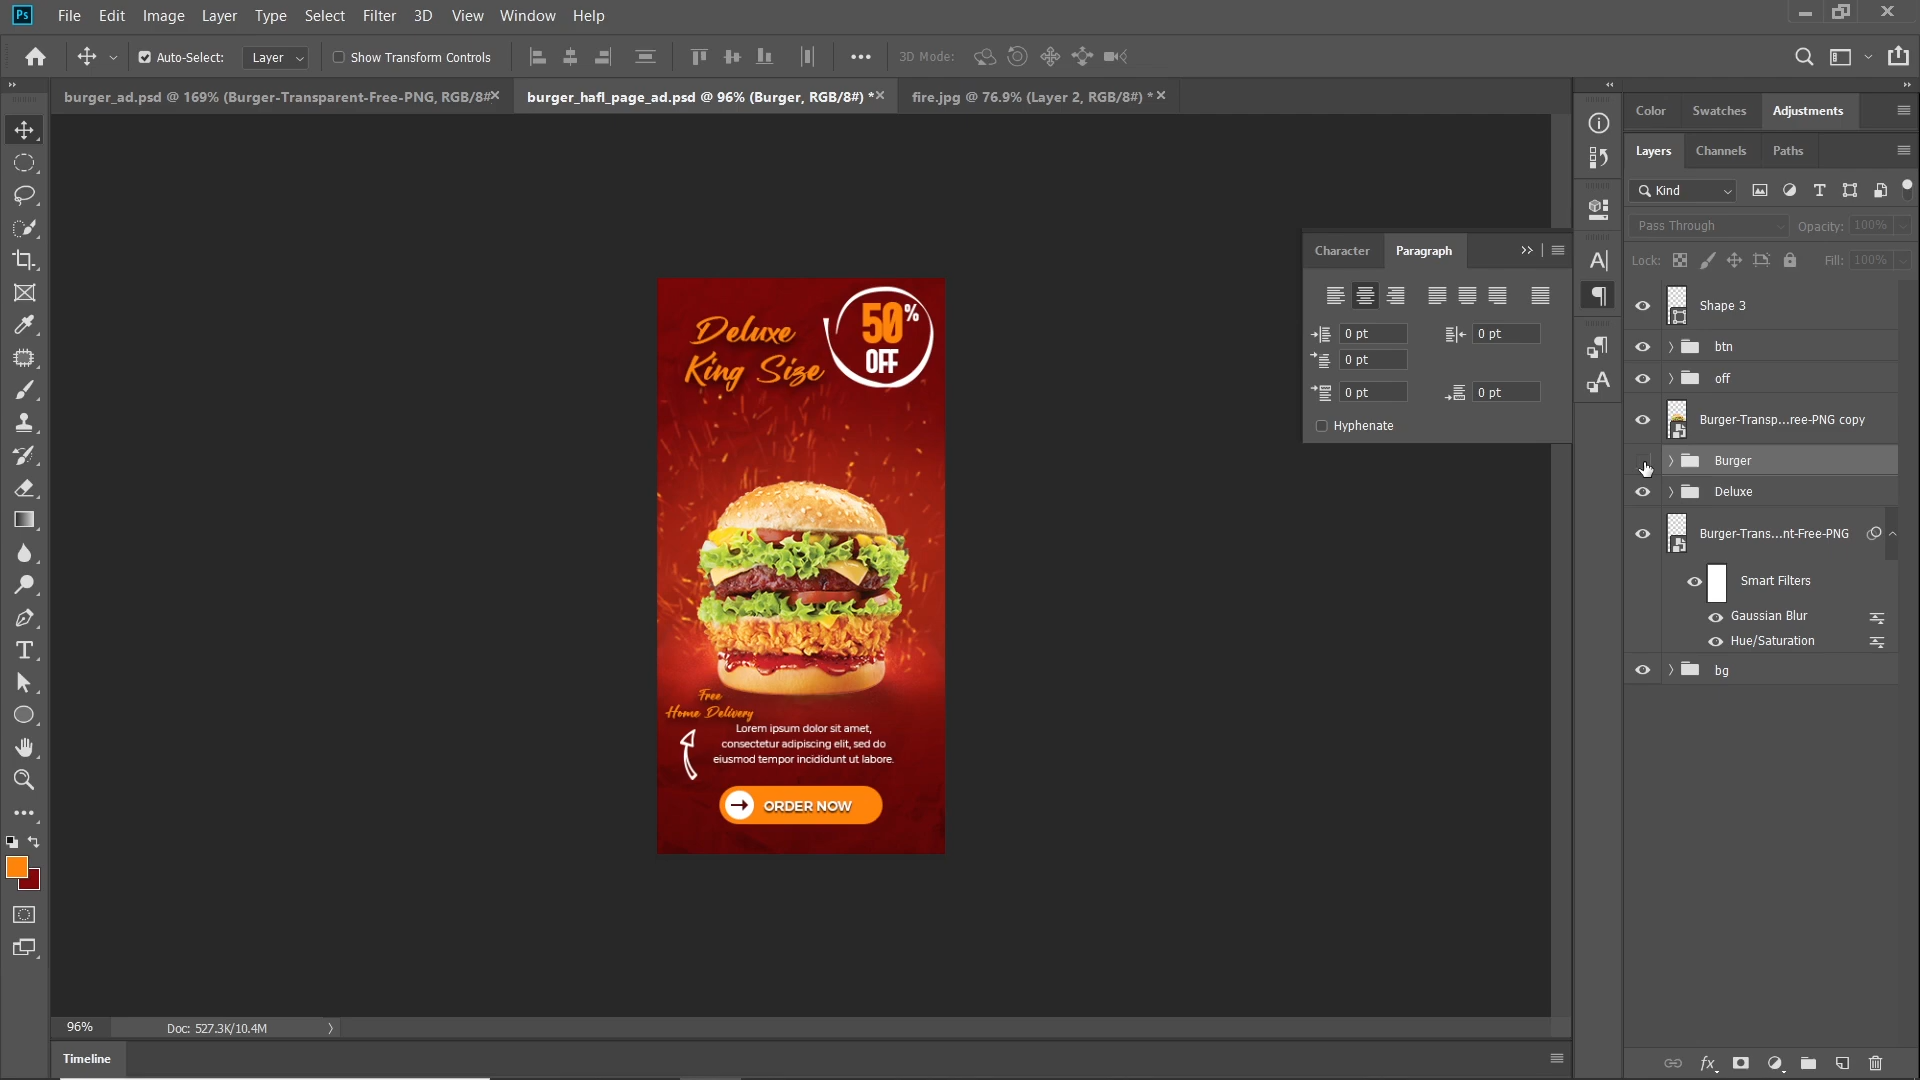 Ps File Edit Image Layer Type Select Filter 3D View Window Help
Auto-Select: Layer Show Transform Controls 3D Mode:
burger_ad.psd @ 169% (Burger-Transparent-Free-PNG, RGB/8#
burger_hafl_page_ad.psd @ 96% (Burger, RGB/8#) *
fire.jpg @ 76.9% (Layer 2, RGB/8#) *
Color Swatches Adjustments
Layers Channels Paths
Kind
Pass Through Opacity: 100%
Lock: Fill: 100%
Shape 3
btn
off
Burger-Transp...ree-PNG copy
Burger
Deluxe
Burger-Trans...nt-Free-PNG
Smart Filters
Gaussian Blur
Hue/Saturation
bg
Character Paragraph
0 pt 0 pt
0 pt
0 pt 0 pt
Hyphenate
Deluxe
King Size
50%
OFF
Free
Home Delivery
Lorem ipsum dolor sit amet,
consectetur adipiscing elit, sed do
eiusmod tempor incididunt ut labore.
ORDER NOW
96% Doc: 527.3K/10.4M
Timeline